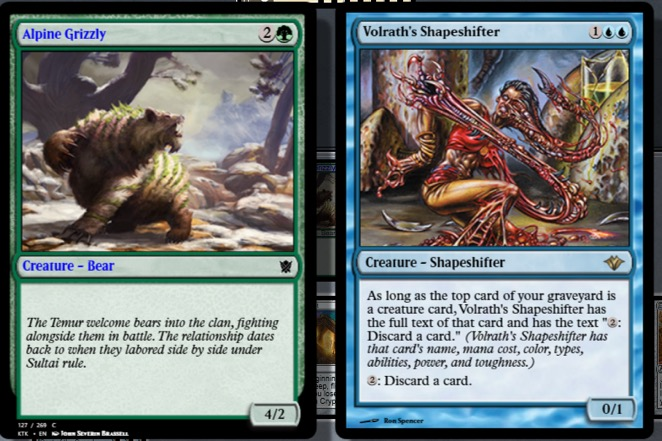 Alpine Grizzly 2
Creature – Bear
The Temur welcome bears into the clan, fighting
alongside them in battle. The relationship dates
back to when they labored side by side under
Sultai rule.
4/2
127 / 269 C
KTK • EN John Severin Brassell
Volrath's Shapeshifter 1
Creature – Shapeshifter
As long as the top card of your graveyard is
a creature card, Volrath's Shapeshifter has
the full text of that card and has the text "2:
Discard a card." (Volrath's Shapeshifter has
that card's name, mana cost, color, types,
abilities, power, and toughness.)
2: Discard a card.
0/1
Ron Spencer